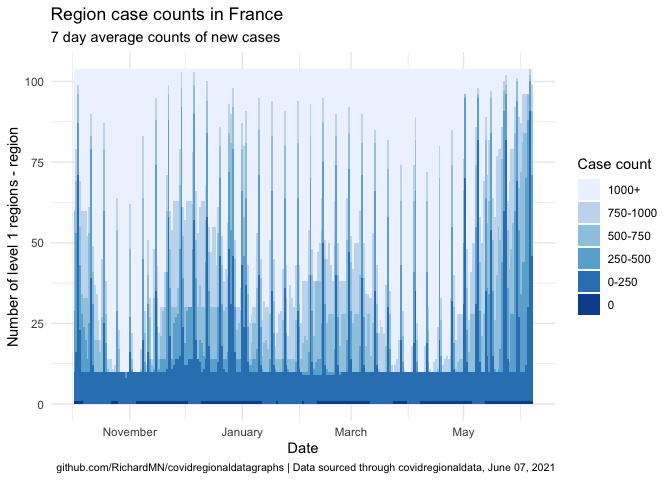 Region case counts in France
7 day average counts of new cases
Number of level 1 regions - region
100
75
50
25
0
November
January
March
May
Date
Case count
1000+
750-1000
500-750
250-500
0-250
0
github.com/RichardMN/covidregionaldatagraphs | Data sourced through covidregionaldata, June 07, 2021